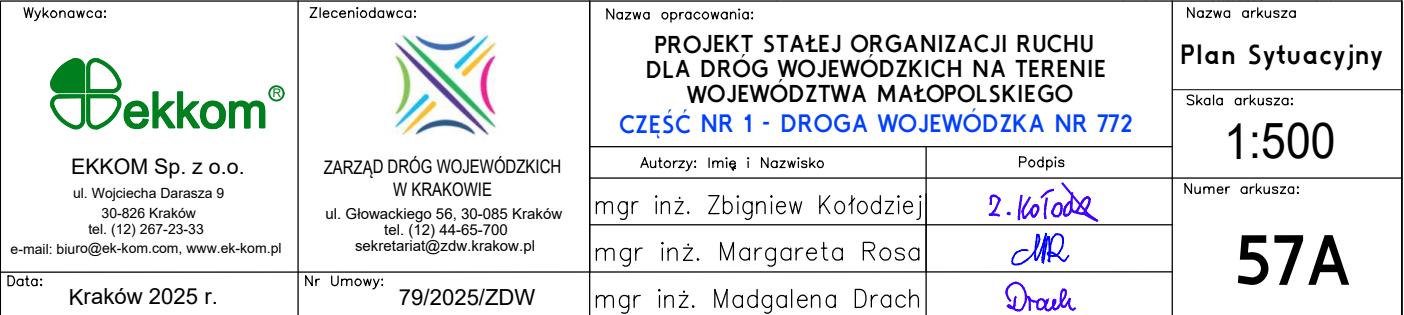 Wykonawca:
ekkom®
EKKOM Sp. z o.o.
ul. Wojciecha Darasza 9
30-826 Kraków
tel. (12) 267-23-33
e-mail: biuro@ek-kom.com, www.ek-kom.pl
Data:
Kraków 2025 r.
Zleceniodawca:
ZARZĄD DRÓG WOJEWÓDZKICH
W KRAKOWIE
ul. Głowackiego 56, 30-085 Kraków
tel. (12) 44-65-700
sekretariat@zdw.krakow.pl
Nr Umowy:
79/2025/ZDW
Nazwa opracowania:
PROJEKT STAŁEJ ORGANIZACJI RUCHU
DLA DRÓG WOJEWÓDZKICH NA TERENIE
WOJEWÓDZTWA MAŁOPOLSKIEGO
CZĘŚĆ NR 1 - DROGA WOJEWÓDZKA NR 772
Autorzy: Imię i Nazwisko
Podpis
mgr inż. Zbigniew Kołodziej
Z. Kołodz
mgr inż. Margareta Rosa
MR
mgr inż. Madgalena Drach
Drach
Nazwa arkusza
Plan Sytuacyjny
Skala arkusza:
1:500
Numer arkusza:
57A